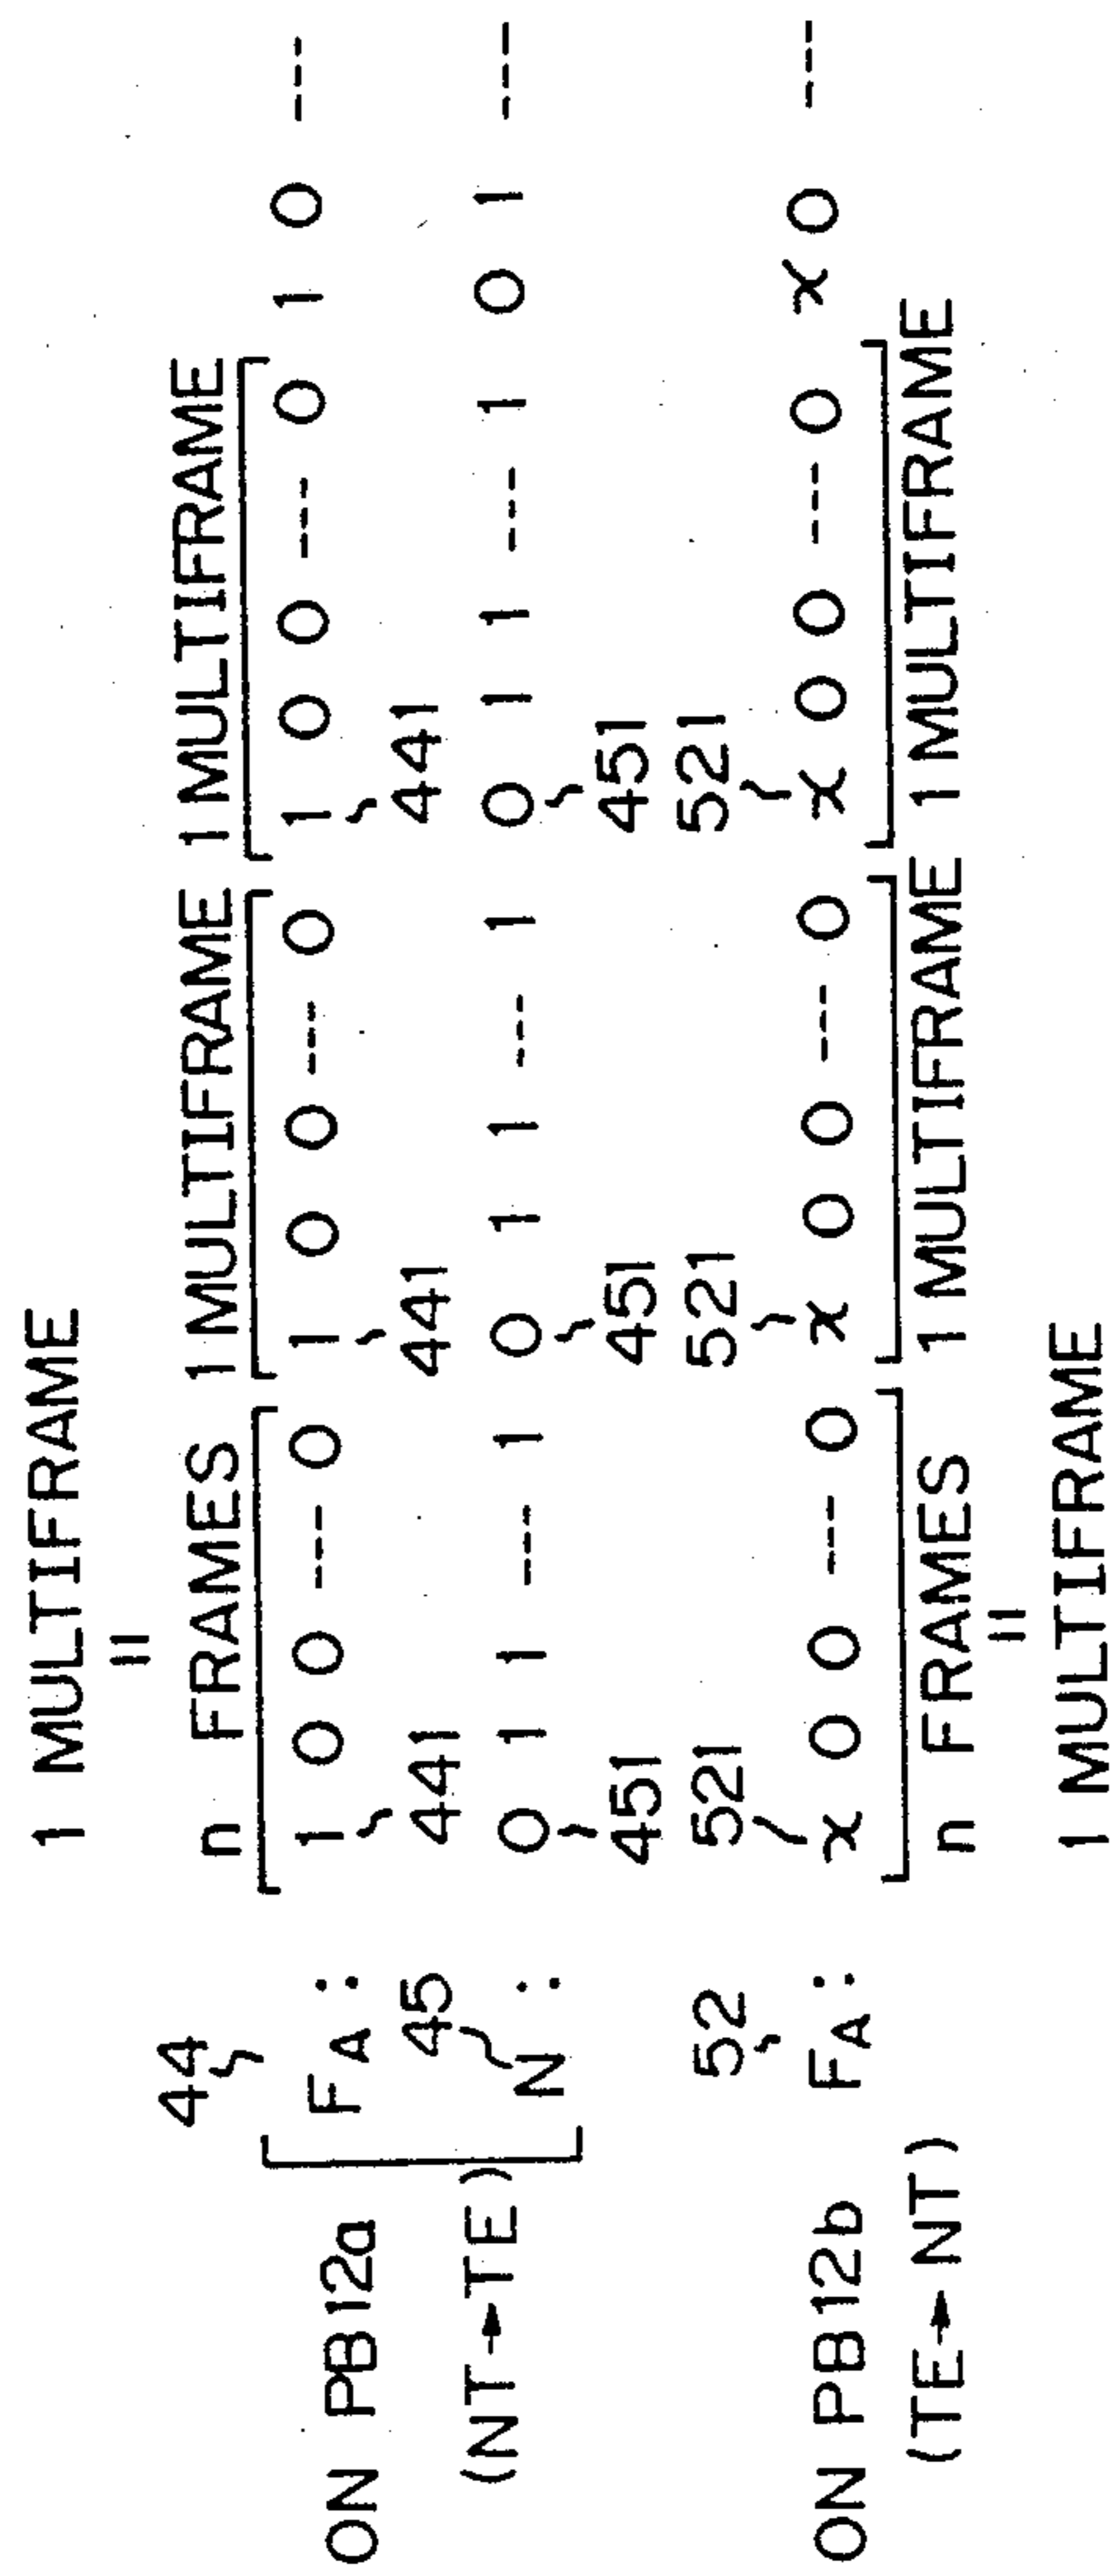 1 MULTIFRAME
=
n FRAMES 1 MULTIFRAME 1 MULTIFRAME
44
ON PB12a FA: 1 0 0 --- 0 1 0 0 --- 0 1 0 0 --- 0 1 0 ---
441 441 441
45
(NT→TE) N: 0 1 1 --- 1 0 1 1 --- 1 0 1 1 --- 1 0 1 ---
451 451 451
52 521 521 521
ON PB12b FA: x 0 0 --- 0 x 0 0 --- 0 x 0 0 --- 0 x 0 ---
(TE→NT)
n FRAMES 1 MULTIFRAME 1 MULTIFRAME
=
1 MULTIFRAME